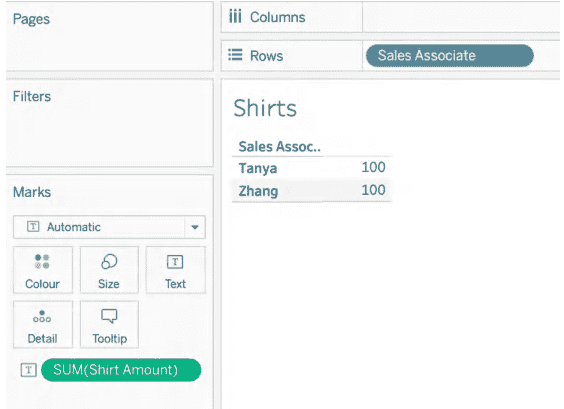 Pages
Columns
Rows
Sales Associate
Filters
Shirts
Sales Assoc..
Tanya 100
Zhang 100
Marks
T Automatic
Colour
Size
T
Text
Detail
Tooltip
T SUM(Shirt Amount)